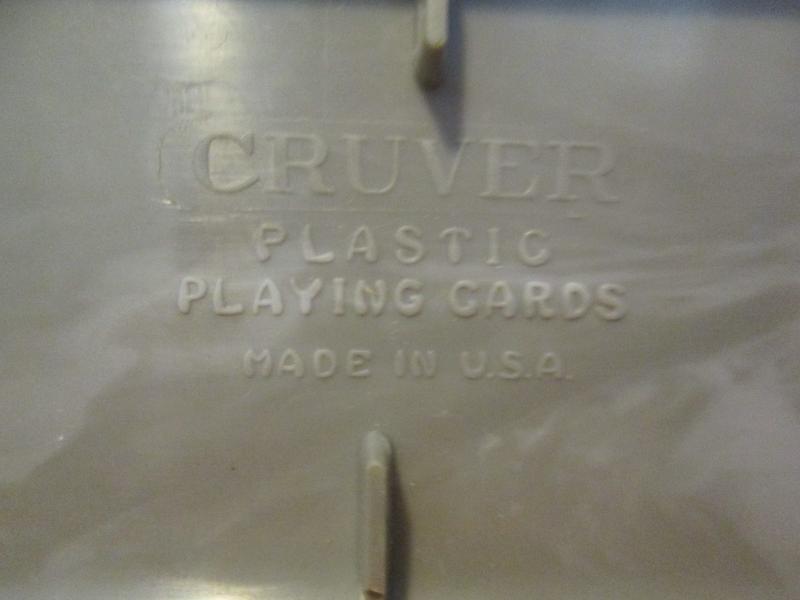 CRUVER
PLASTIC
PLAYING CARDS
MADE IN U.S.A.